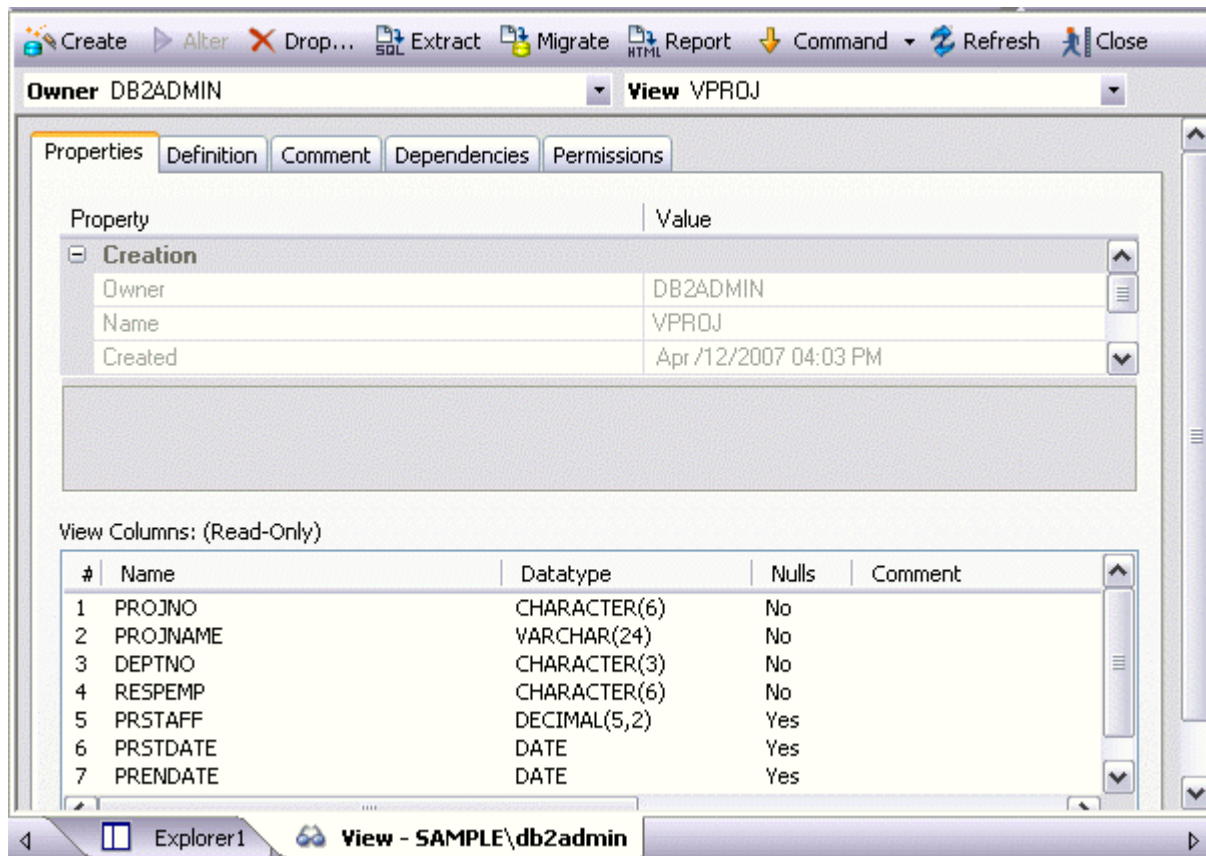 Create Alter Drop... SQL Extract Migrate HTML Report Command Refresh Close
Owner DB2ADMIN View VPROJ
Properties Definition Comment Dependencies Permissions
Property Value
Creation
Owner DB2ADMIN
Name VPROJ
Created Apr /12/2007 04:03 PM
View Columns: (Read-Only)
# Name Datatype Nulls Comment
1 PROJNO CHARACTER(6) No
2 PROJNAME VARCHAR(24) No
3 DEPTNO CHARACTER(3) No
4 RESPEMP CHARACTER(6) No
5 PRSTAFF DECIMAL(5,2) Yes
6 PRSTDATE DATE Yes
7 PRENDATE DATE Yes
Explorer1 View - SAMPLE\db2admin